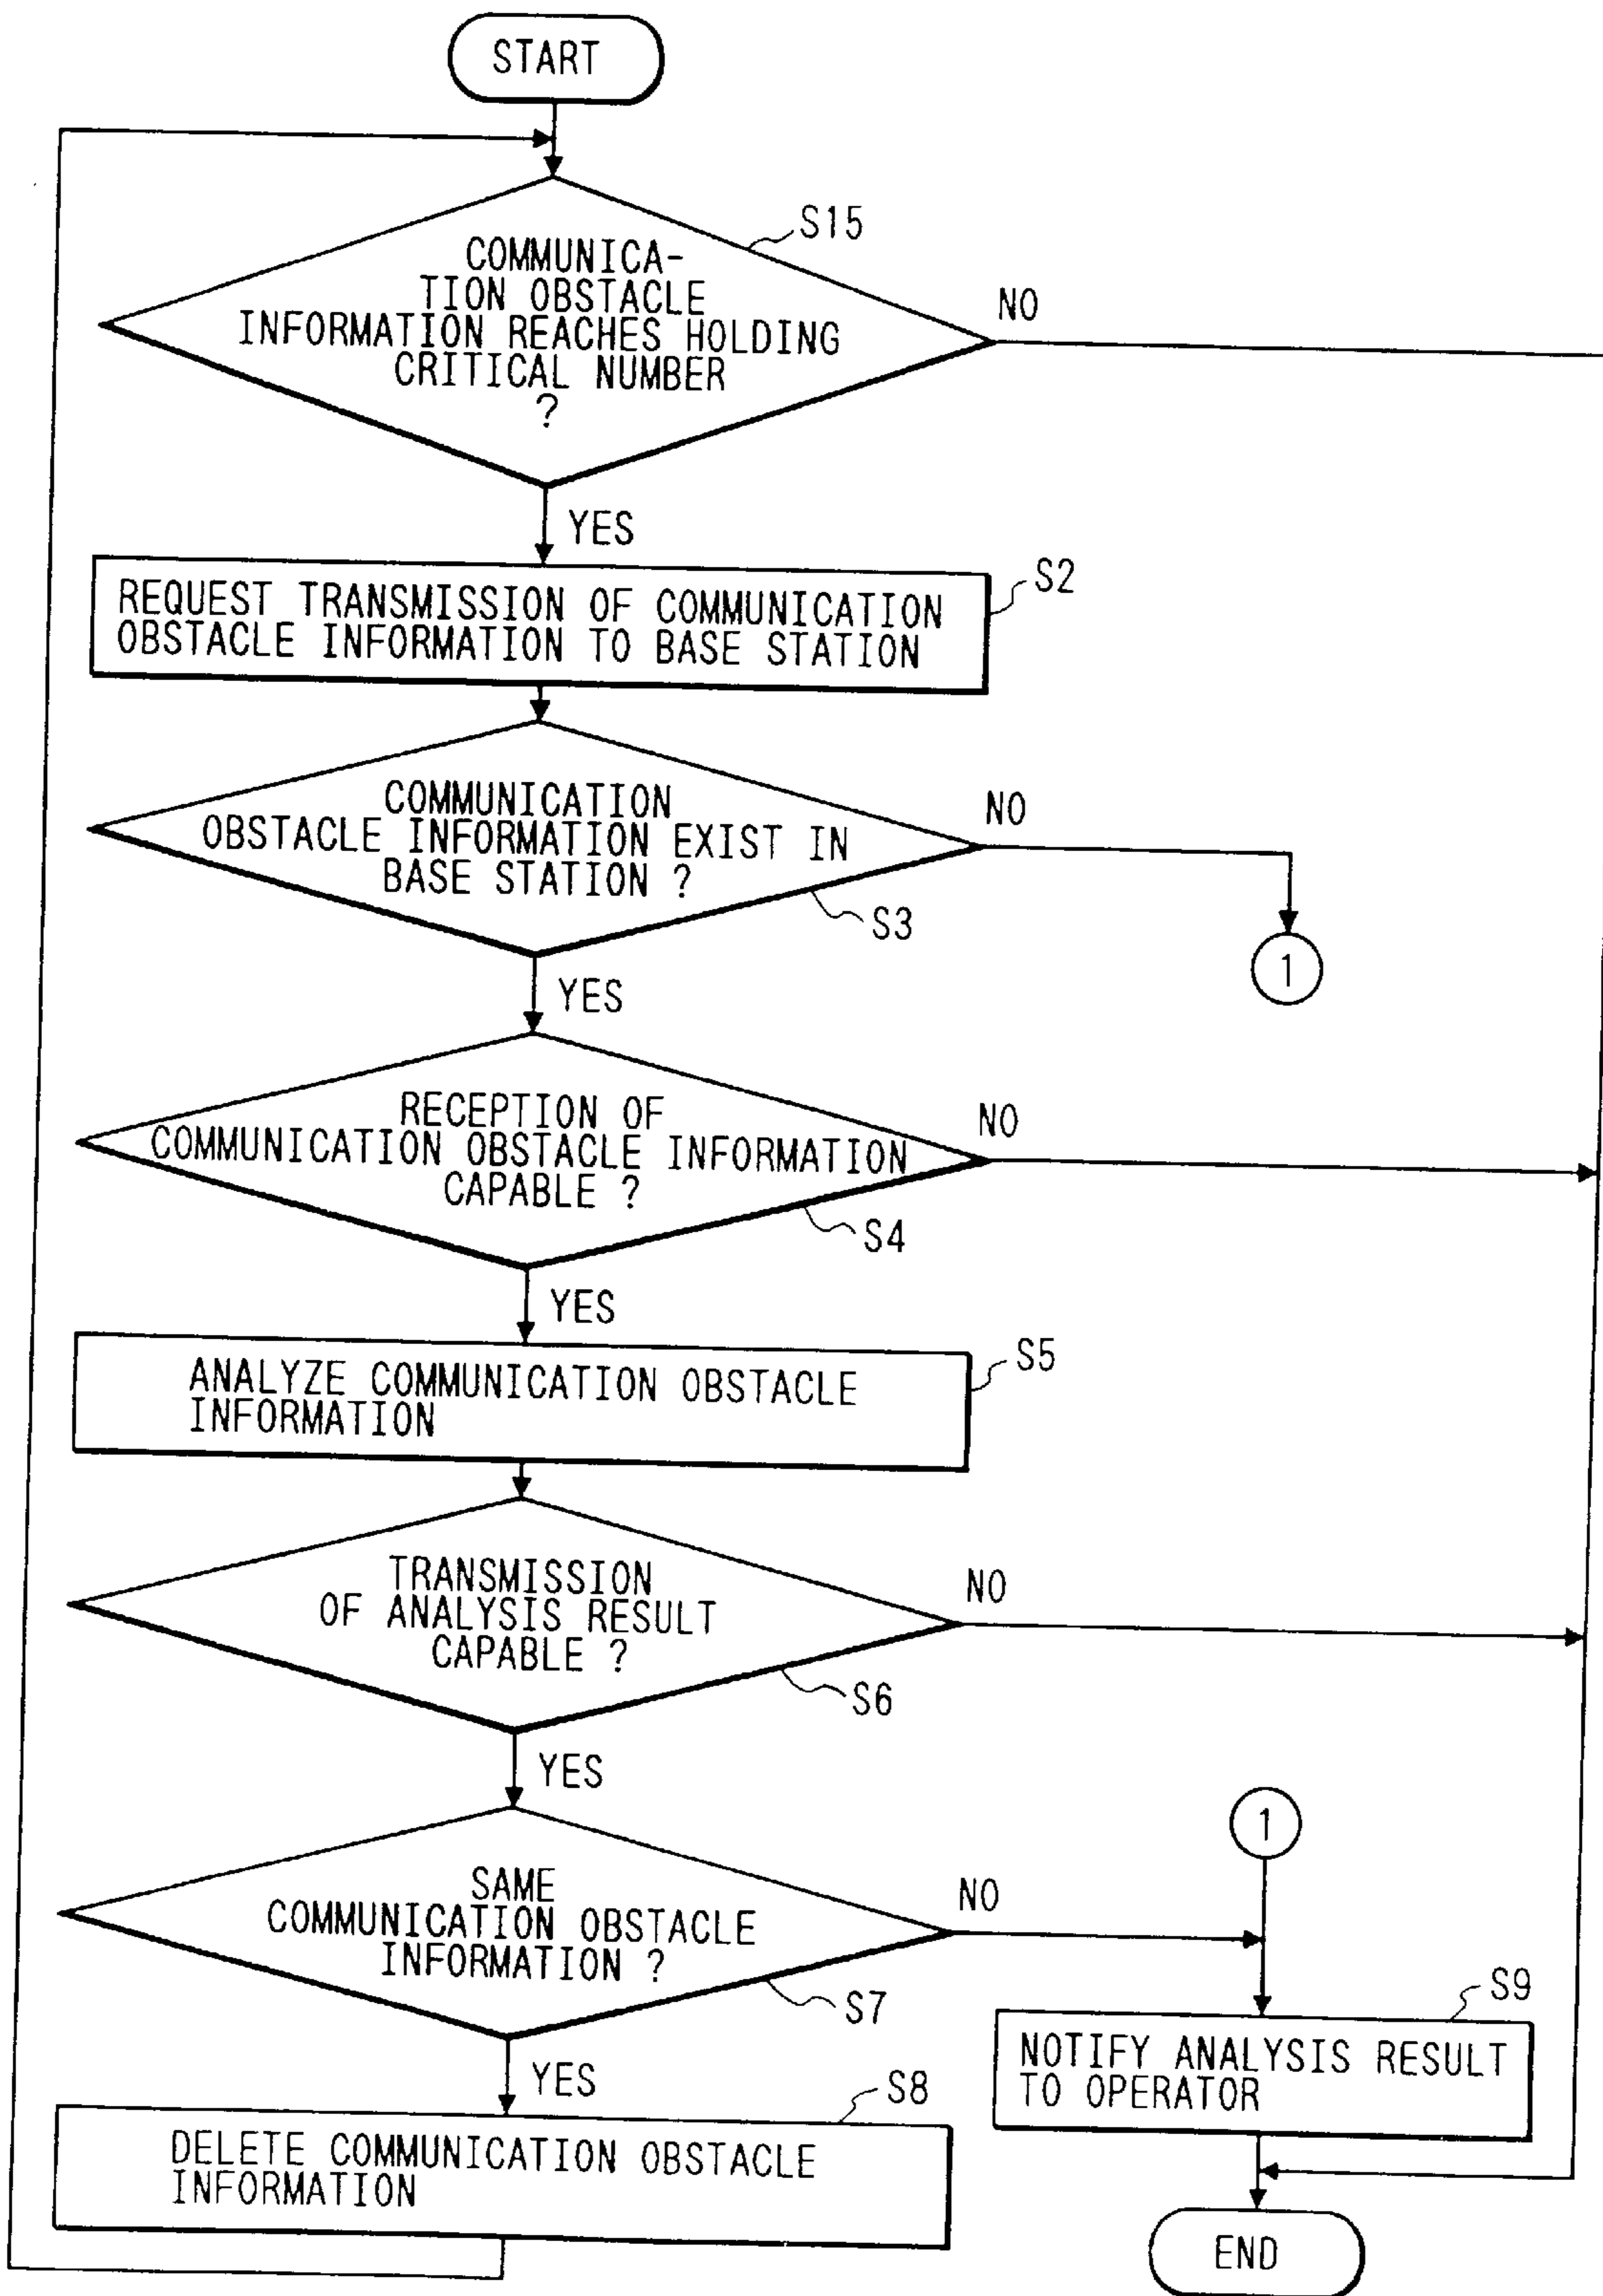 START
S15
COMMUNICA-
TION OBSTACLE
INFORMATION REACHES HOLDING
CRITICAL NUMBER
?
NO
YES
S2
REQUEST TRANSMISSION OF COMMUNICATION
OBSTACLE INFORMATION TO BASE STATION
COMMUNICATION
OBSTACLE INFORMATION EXIST IN
BASE STATION ?
NO
S3
1
YES
RECEPTION OF
COMMUNICATION OBSTACLE INFORMATION
CAPABLE ?
NO
S4
YES
S5
ANALYZE COMMUNICATION OBSTACLE
INFORMATION
TRANSMISSION
OF ANALYSIS RESULT
CAPABLE ?
NO
S6
YES
1
SAME
COMMUNICATION OBSTACLE
INFORMATION ?
NO
S7
S9
NOTIFY ANALYSIS RESULT
TO OPERATOR
YES
S8
DELETE COMMUNICATION OBSTACLE
INFORMATION
END